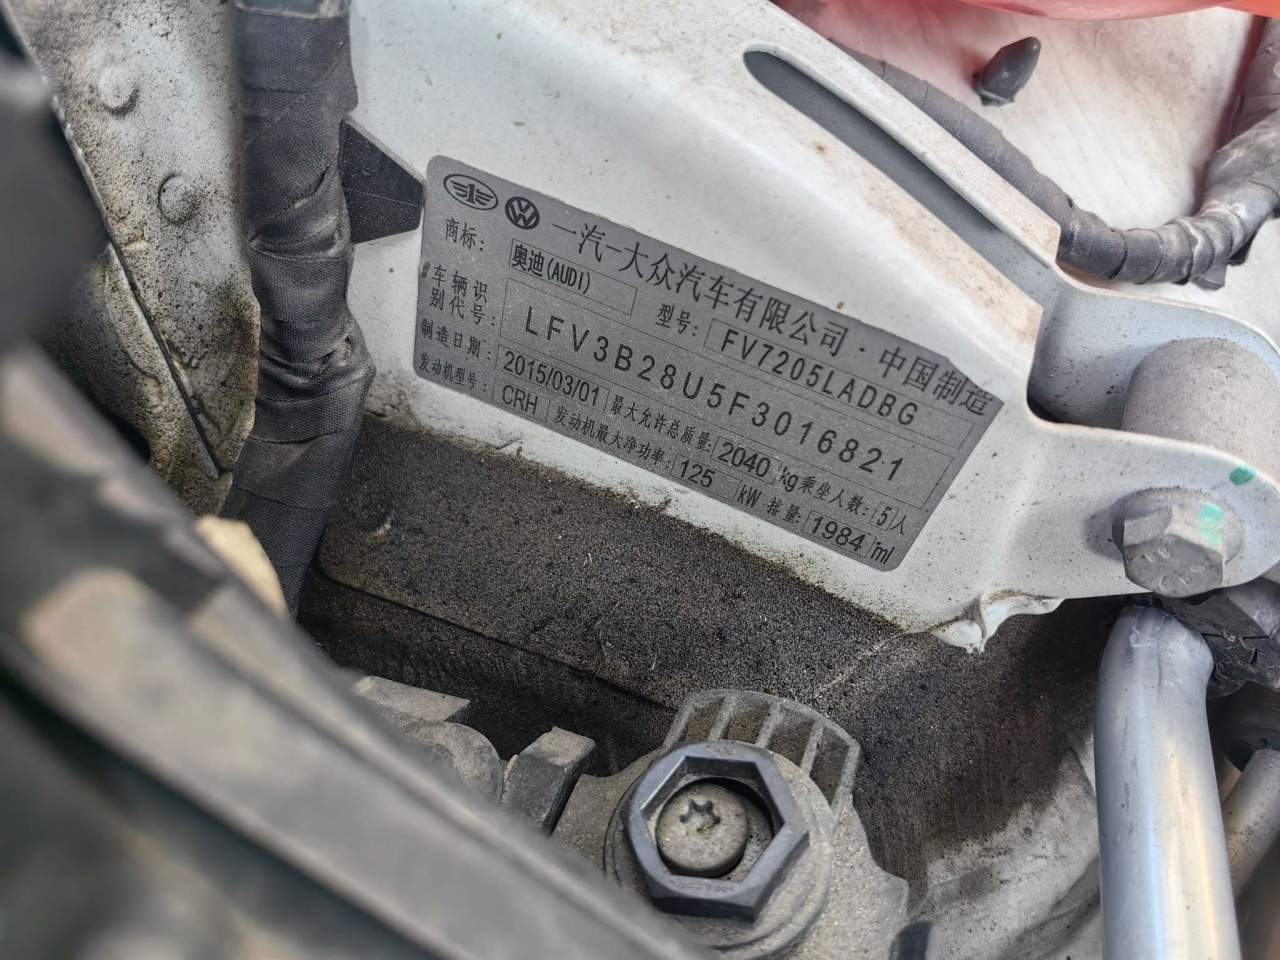 一汽-大众汽车有限公司·中国制造
商标: 奥迪(AUDI) 型号: FV7205LADBG
车辆识别代号: LFV3B28U5F3016821
制造日期: 2015/03/01 最大允许总质量: 2040 kg 乘坐人数: 5 人
发动机型号: CRH 发动机最大净功率: 125 kW 排量: 1984 ml